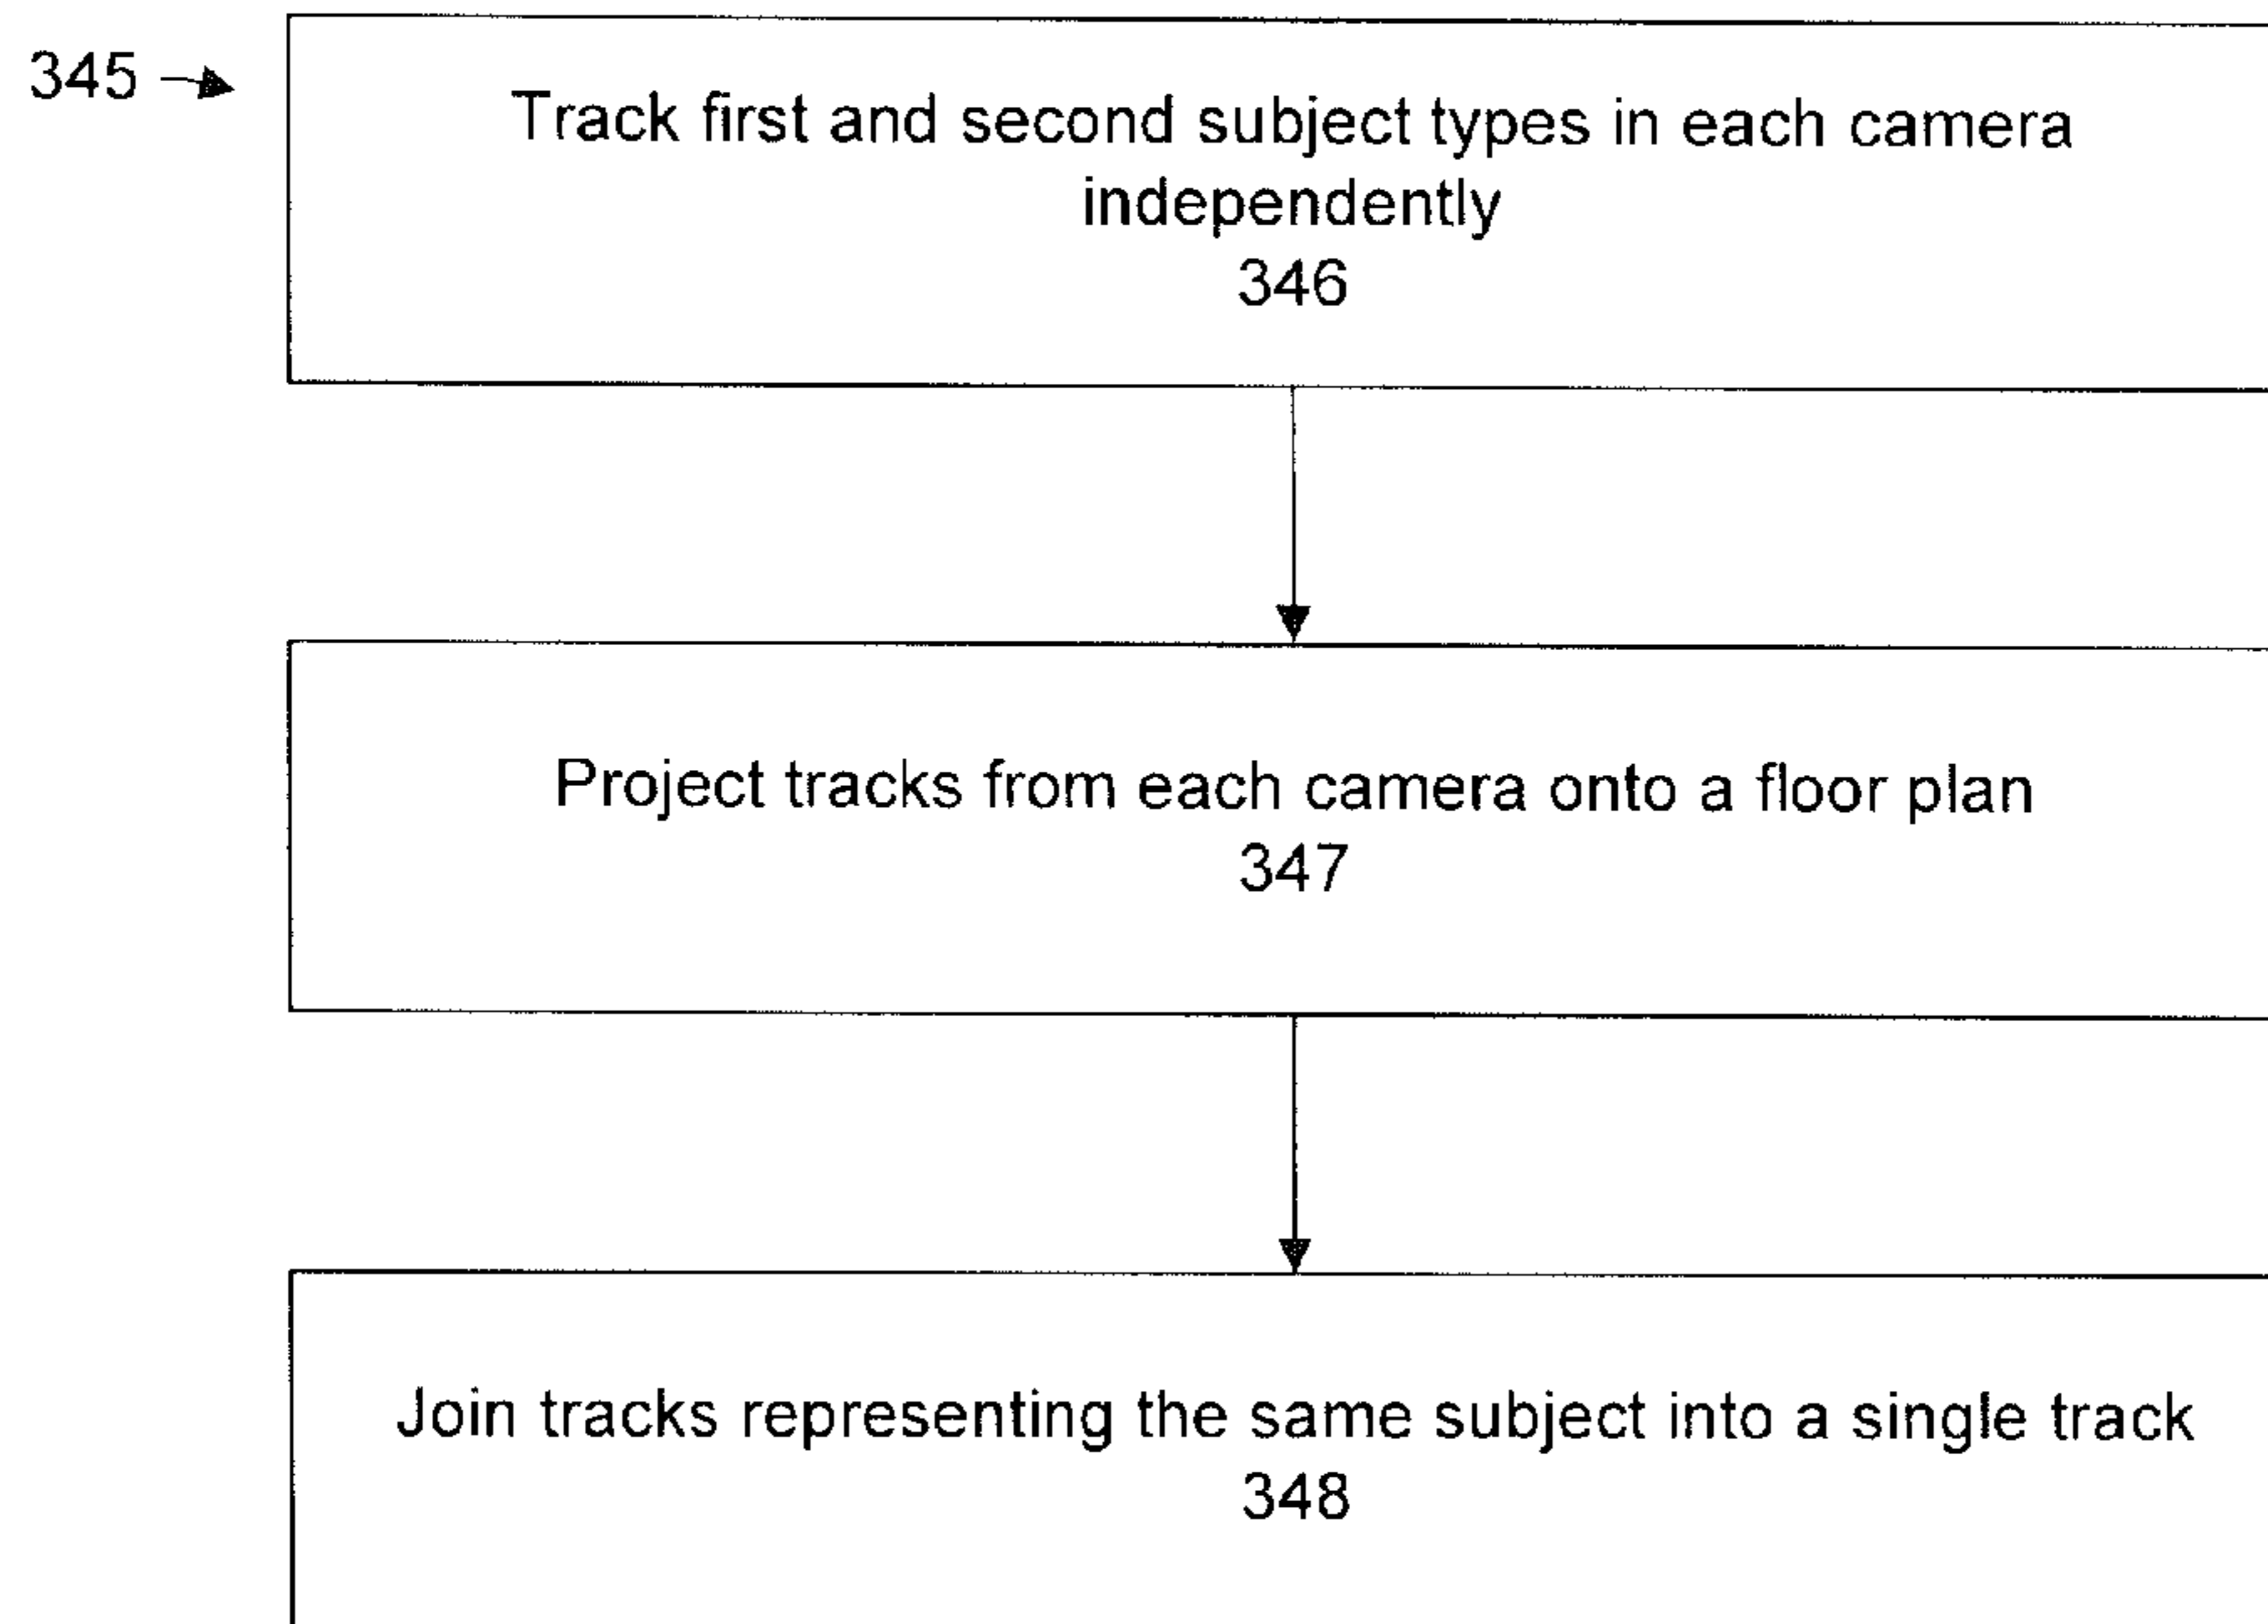 345
Track first and second subject types in each camera
independently
346
Project tracks from each camera onto a floor plan
347
Join tracks representing the same subject into a single track
348